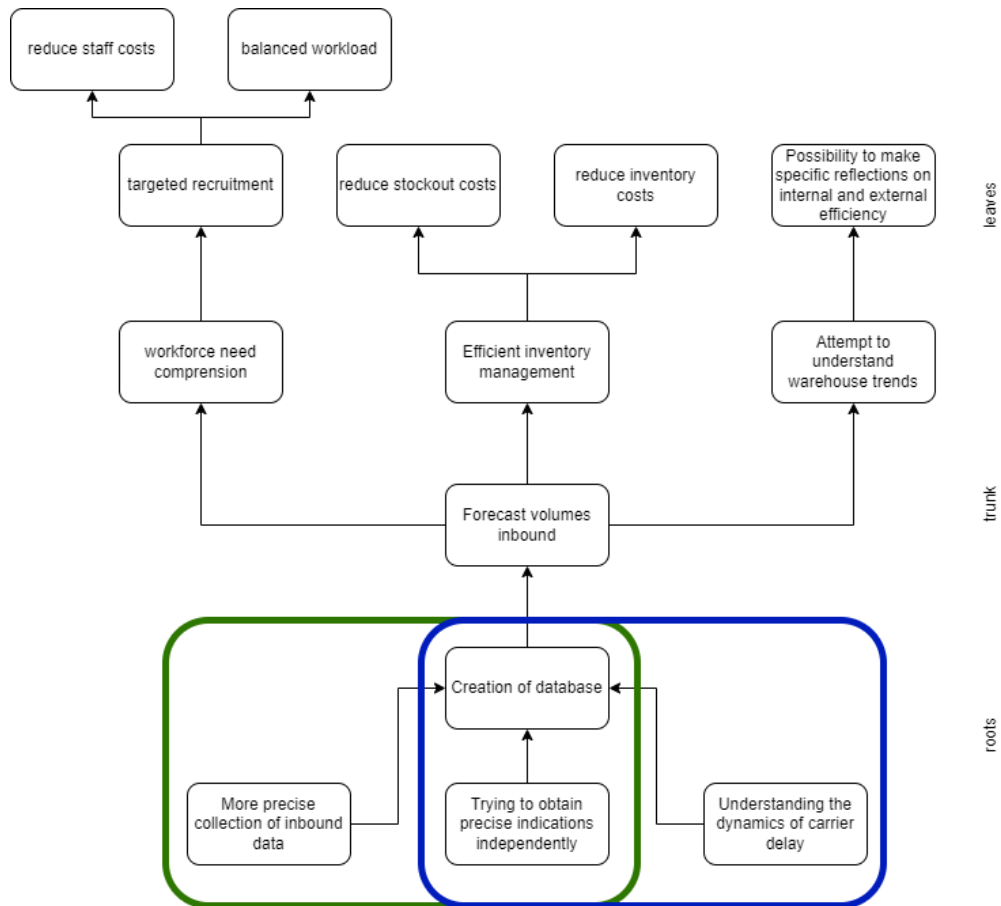 reduce staff costs
balanced workload
targeted recruitment
reduce stockout costs
reduce inventory
costs
Possibility to make
specific reflections on
internal and external
efficiency
leaves
workforce need
comprension
Efficient inventory
management
Attempt to
understand
warehouse trends
Forecast volumes
inbound
trunk
Creation of database
roots
More precise
collection of inbound
data
Trying to obtain
precise indications
independently
Understanding the
dynamics of carrier
delay